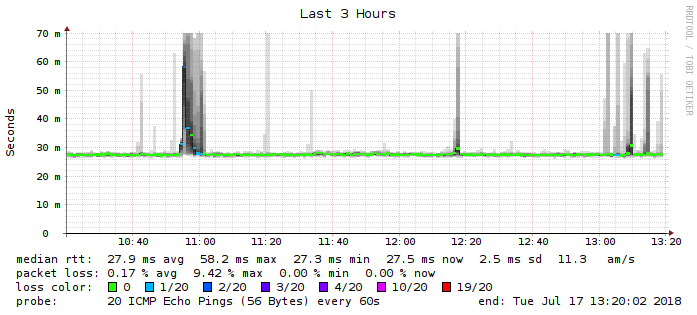 Last 3 Hours
RRDTOOL / TOBI OETIKER
Seconds
70 m
60 m
50 m
40 m
30 m
20 m
10 m
0
10:40 11:00 11:20 11:40 12:00 12:20 12:40 13:00 13:20
median rtt: 27.9 ms avg 58.2 ms max 27.3 ms min 27.5 ms now 2.5 ms sd 11.3 am/s
packet loss: 0.17 % avg 9.42 % max 0.00 % min 0.00 % now
loss color: 0 1/20 2/20 3/20 4/20 10/20 19/20
probe: 20 ICMP Echo Pings (56 Bytes) every 60s end: Tue Jul 17 13:20:02 2018